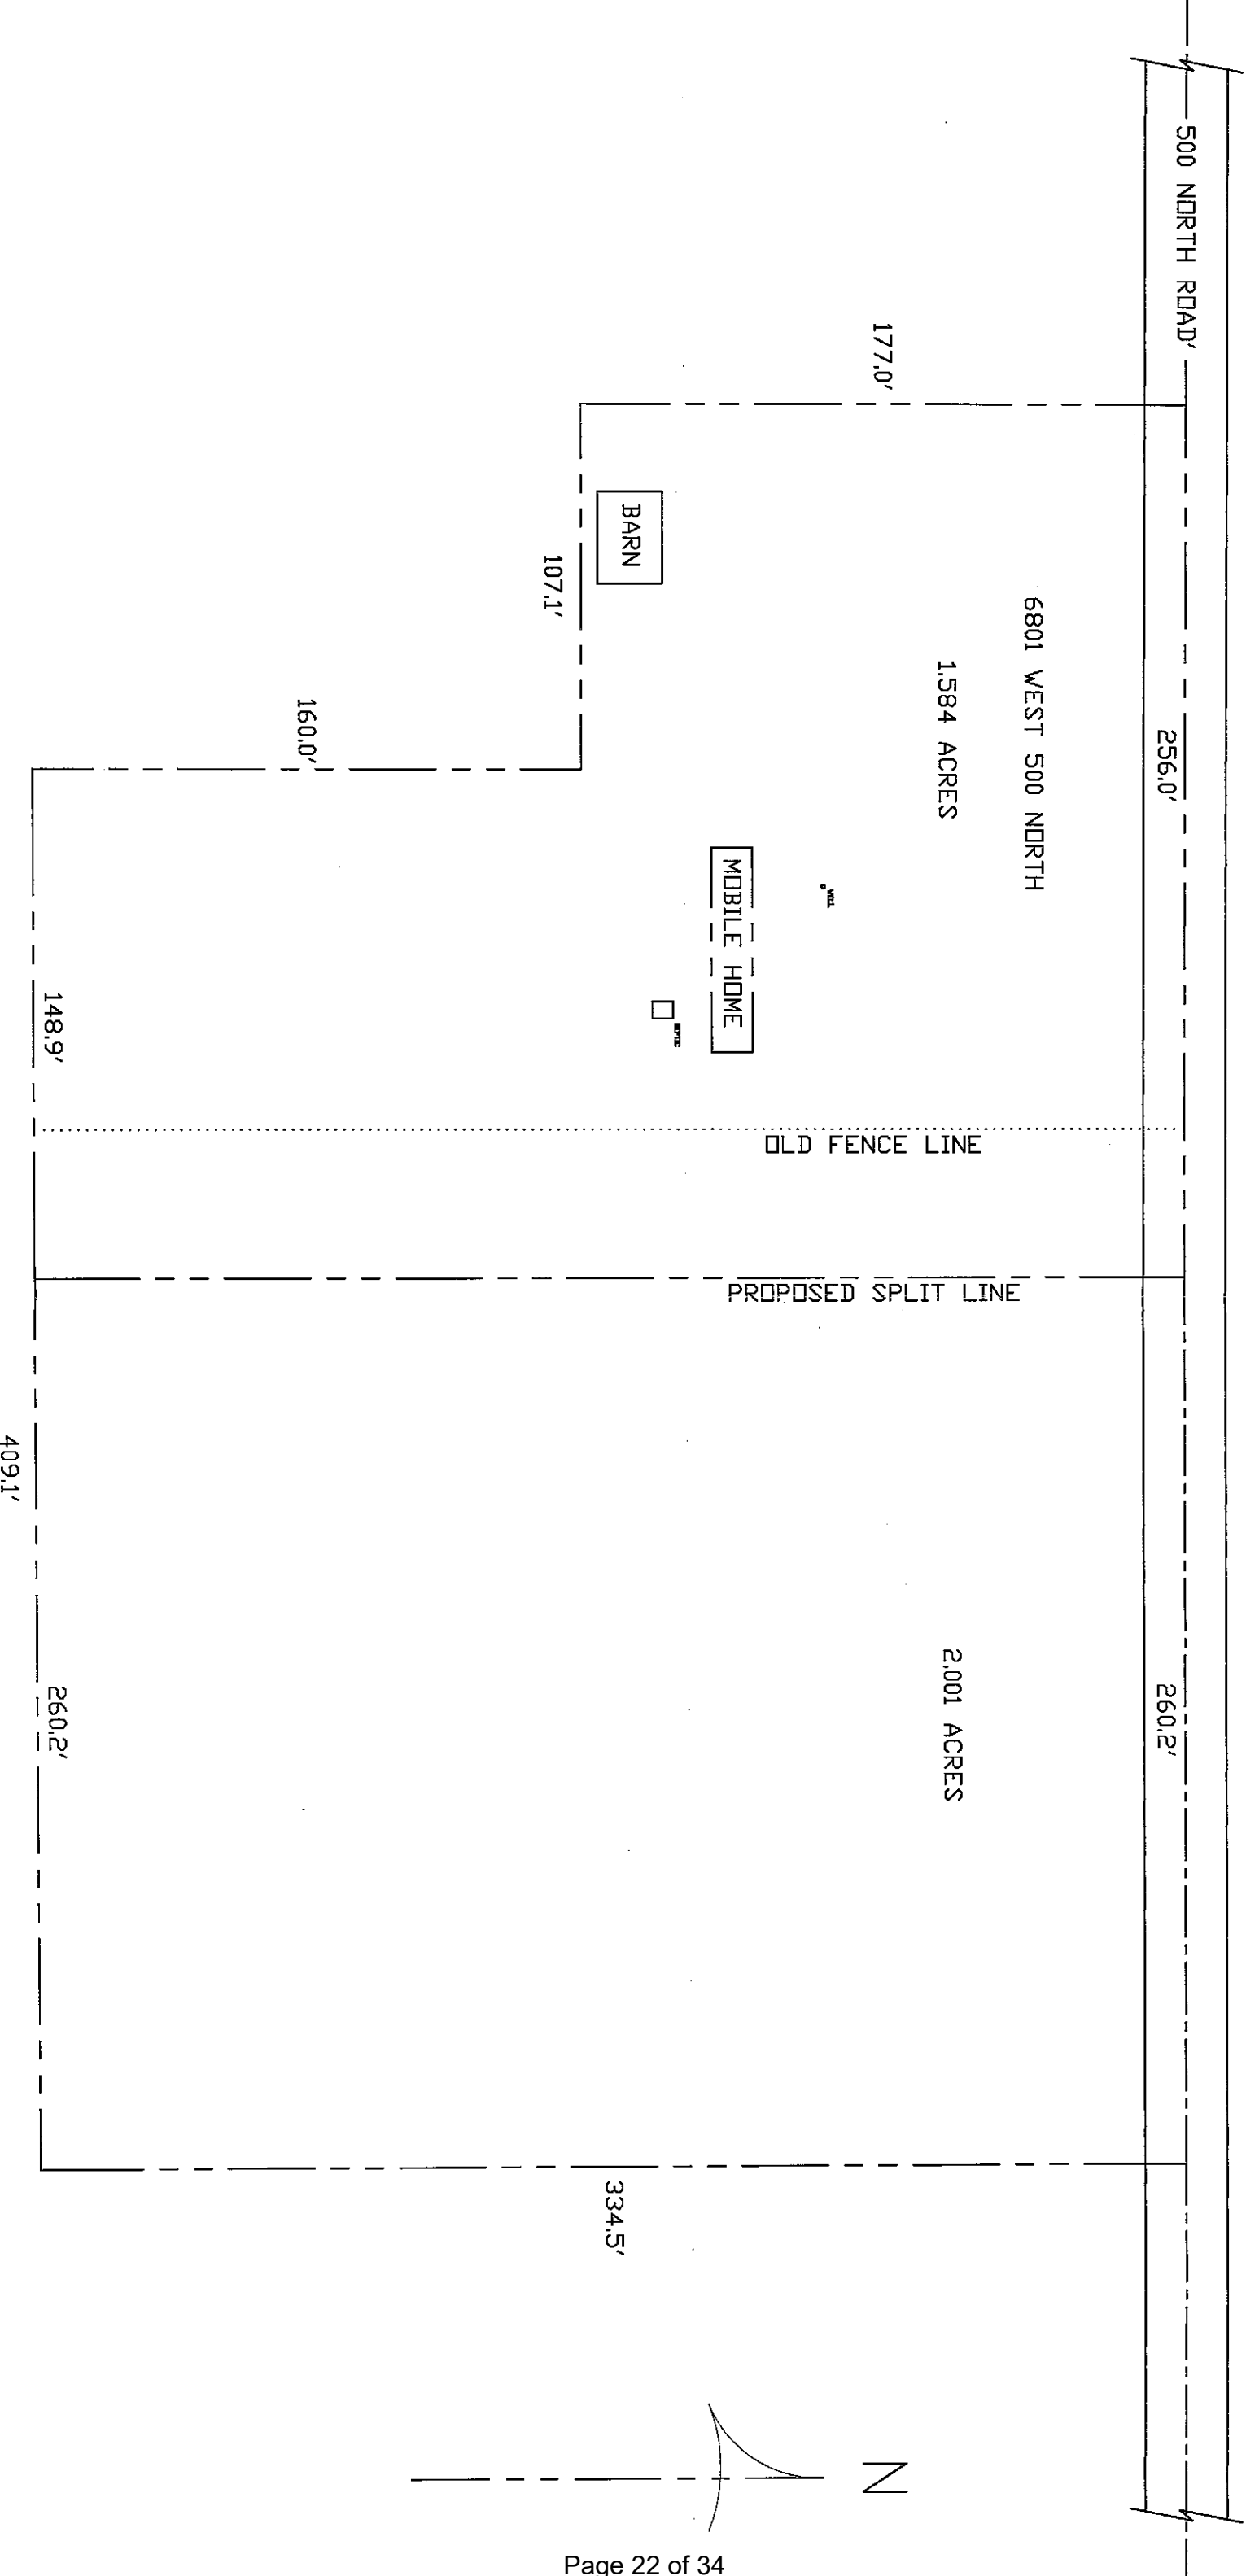 500 NORTH ROAD'
256.0'
260.2'
6801 WEST 500 NORTH
1.584 ACRES
2.001 ACRES
177.0'
WELL
MOBILE HOME
SEPTIC
BARN
107.1'
OLD FENCE LINE
PROPOSED SPLIT LINE
334.5'
160.0'
148.9'
260.2'
409.1'
N
Page 22 of 34